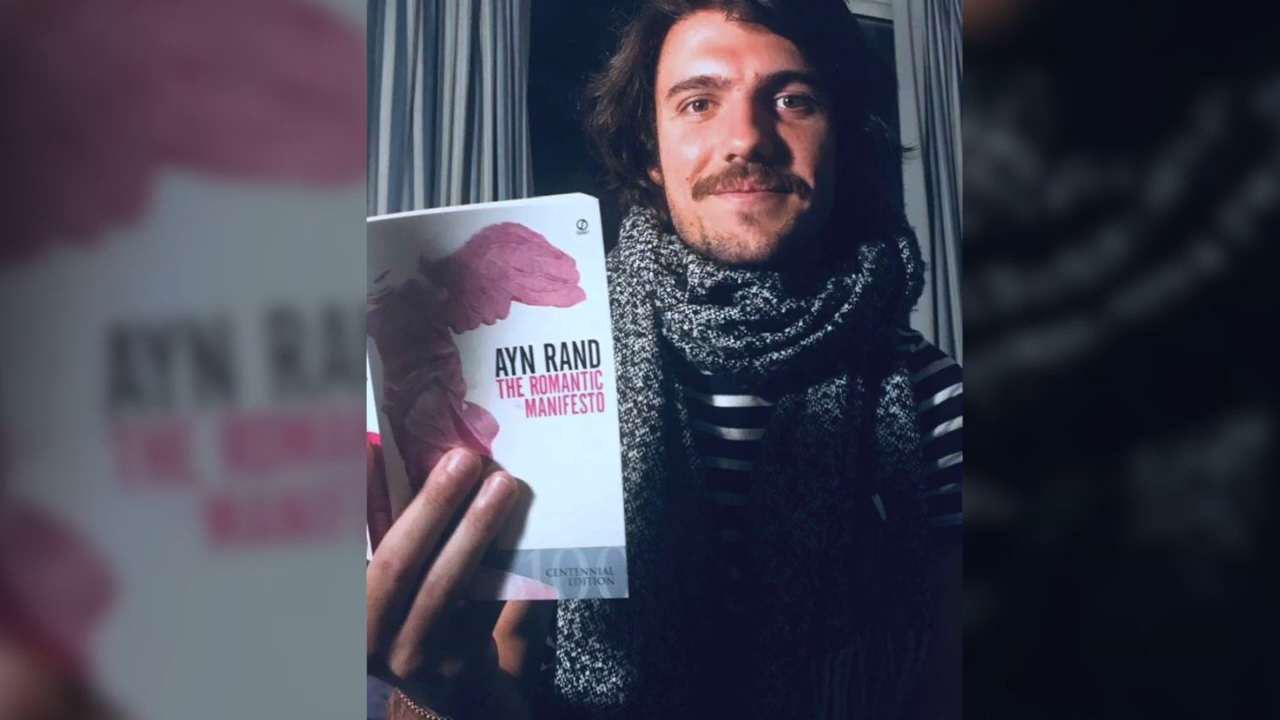 AYN RAND
THE ROMANTIC
MANIFESTO
CENTENNIAL
EDITION